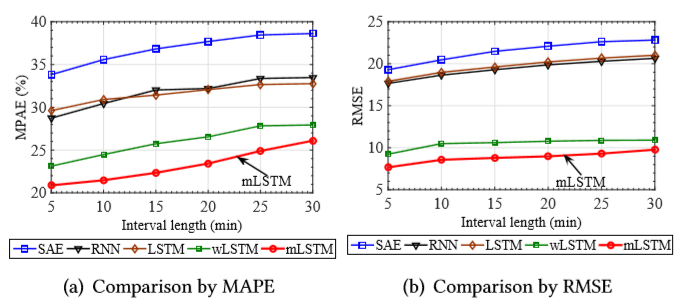 40
35
30
25
20
MPAE (%)
mLSTM
5 10 15 20 25 30
Interval length (min)
SAE RNN LSTM wLSTM mLSTM
(a) Comparison by MAPE
25
20
15
10
5
RMSE
mLSTM
5 10 15 20 25 30
Interval length (min)
SAE RNN LSTM wLSTM mLSTM
(b) Comparison by RMSE